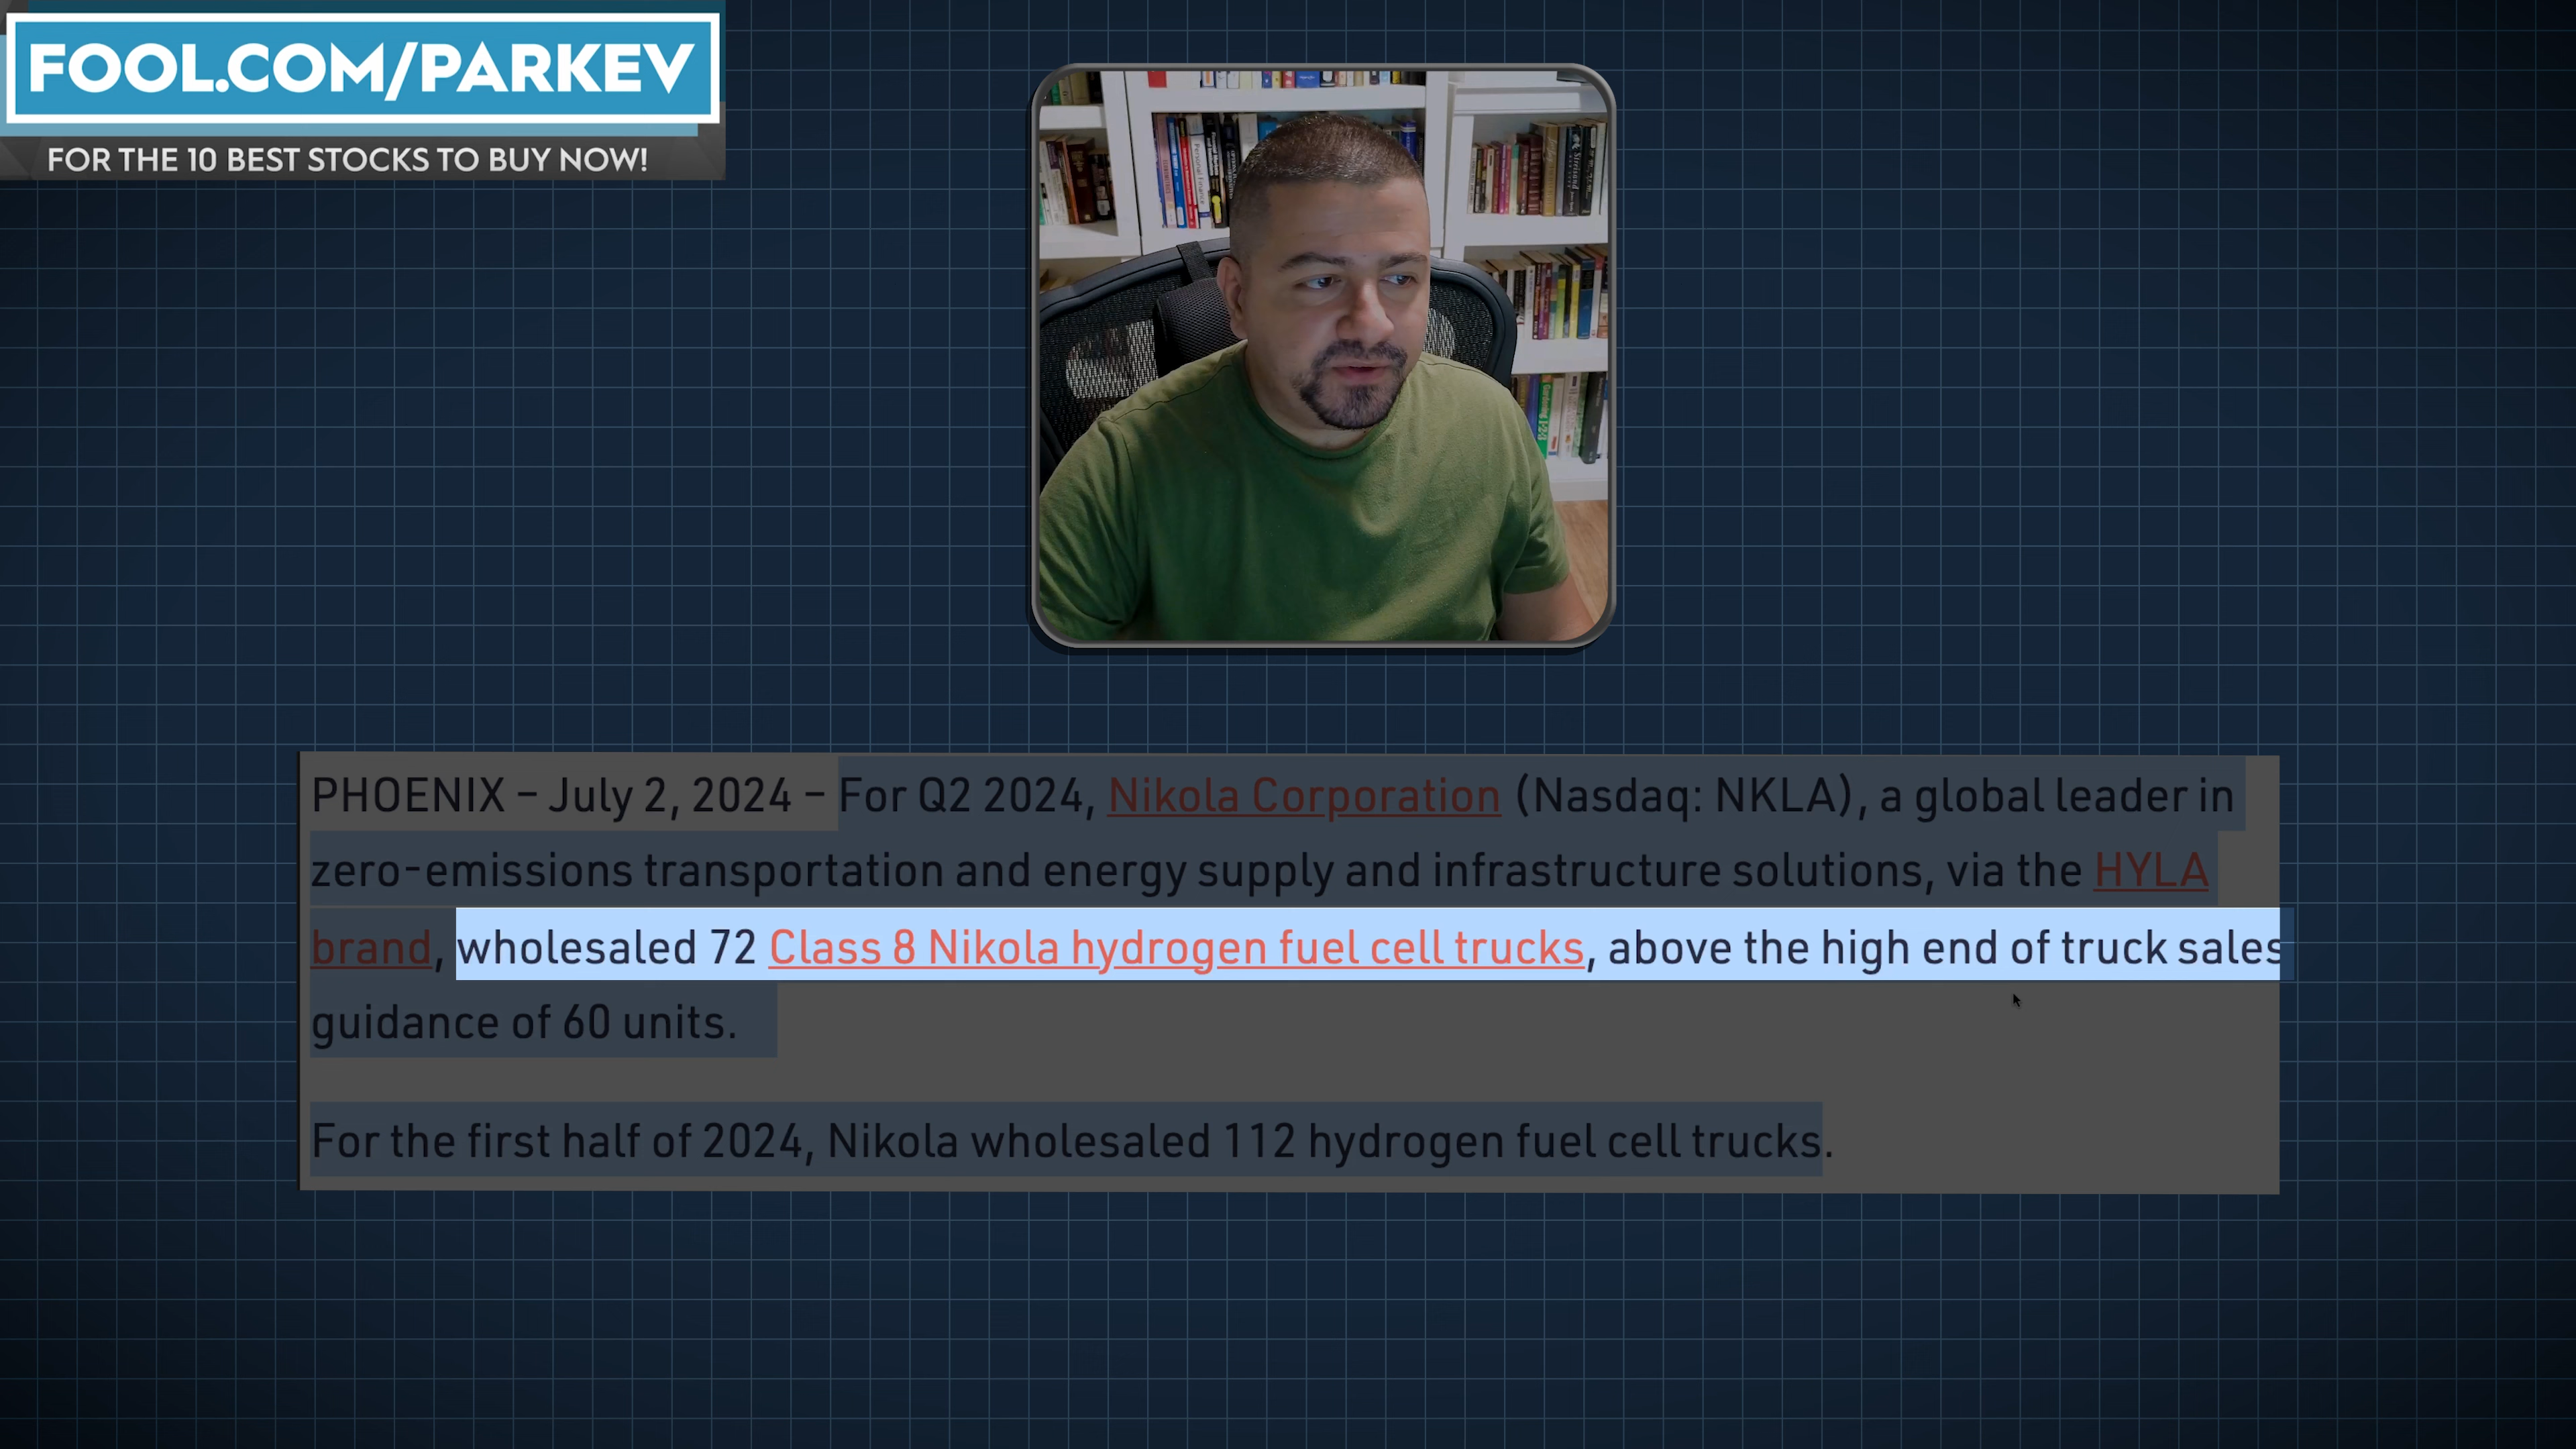 FOOL.COM/PARKEV
FOR THE 10 BEST STOCKS TO BUY NOW!
Personal Finance
PHOENIX – July 2, 2024 – For Q2 2024, Nikola Corporation (Nasdaq: NKLA), a global leader in
zero-emissions transportation and energy supply and infrastructure solutions, via the HYLA
brand, wholesaled 72 Class 8 Nikola hydrogen fuel cell trucks, above the high end of truck sales
guidance of 60 units.
For the first half of 2024, Nikola wholesaled 112 hydrogen fuel cell trucks.